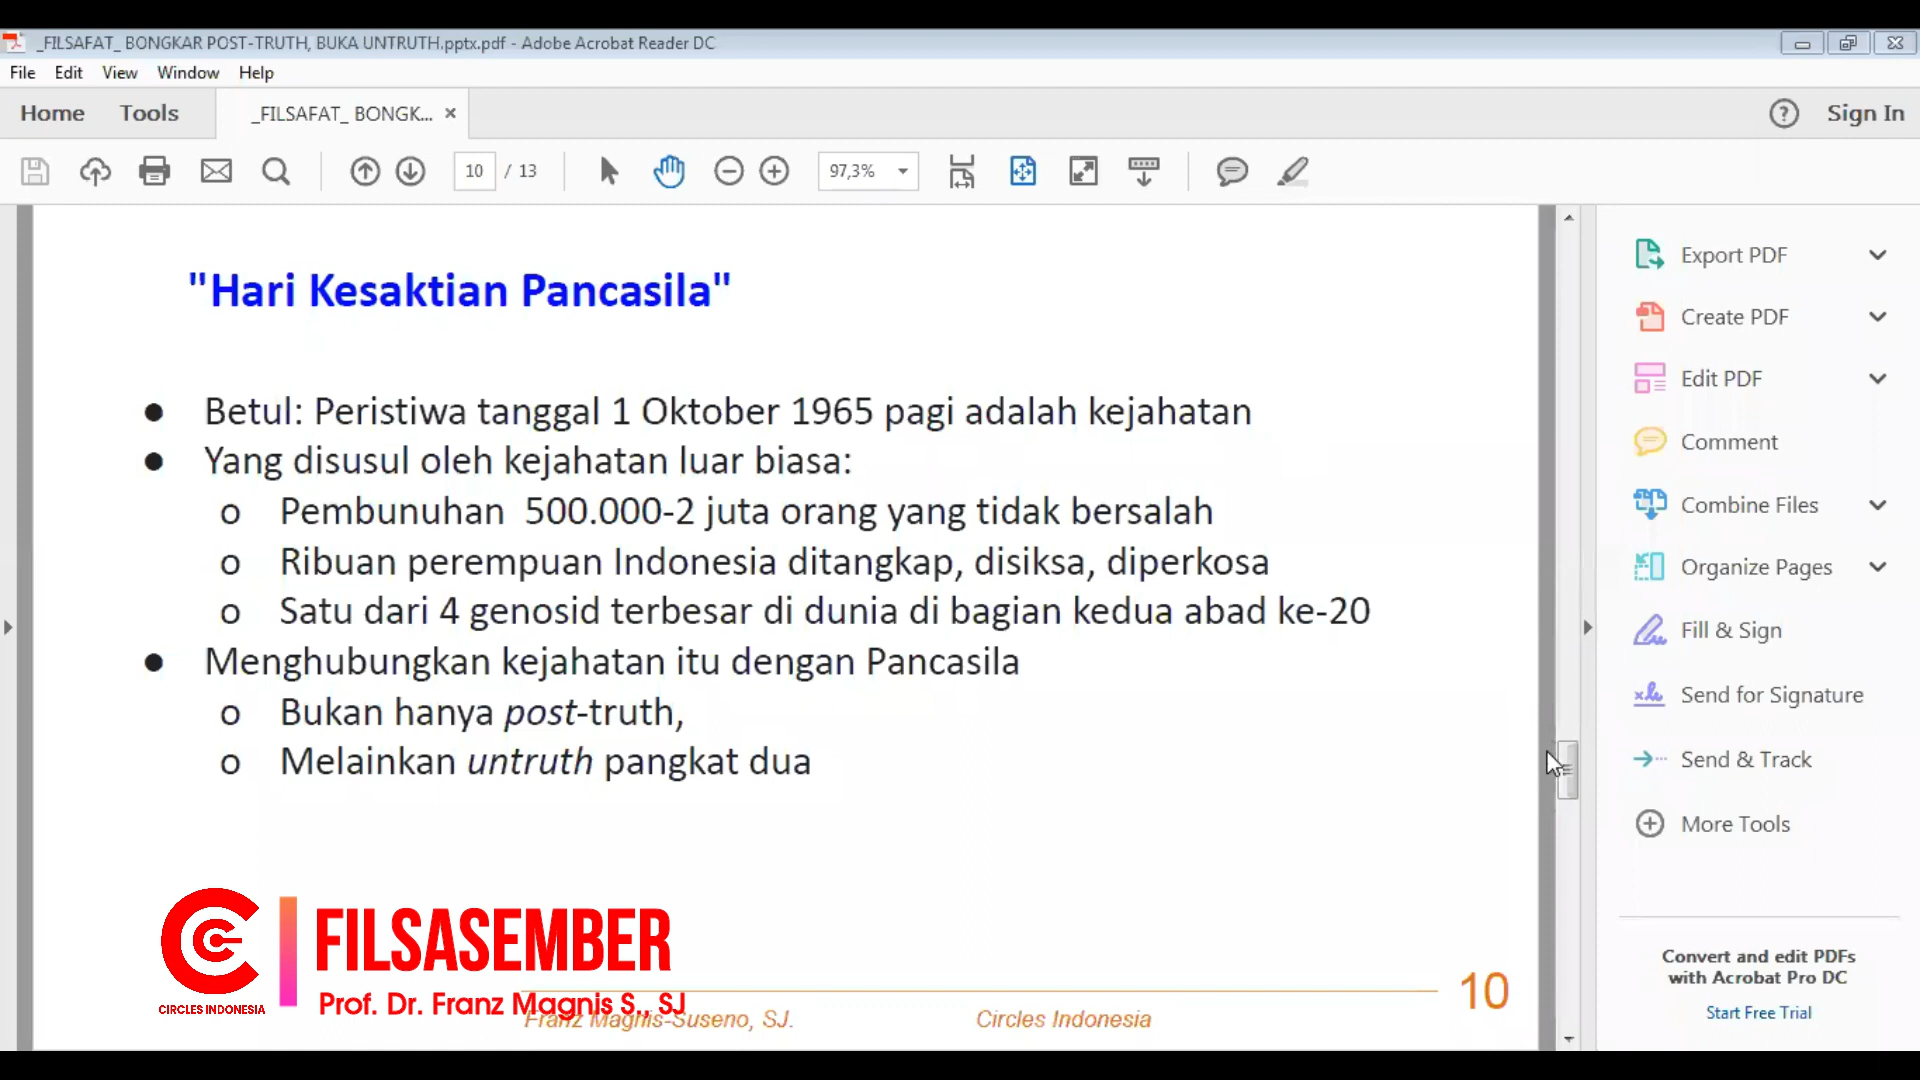 _FILSAFAT_ BONGKAR POST-TRUTH, BUKA UNTRUTH.pptx.pdf - Adobe Acrobat Reader DC
File Edit View Window Help
Home Tools _FILSAFAT_ BONGK... Sign In
10 / 13 97,3%
"Hari Kesaktian Pancasila"
● Betul: Peristiwa tanggal 1 Oktober 1965 pagi adalah kejahatan
● Yang disusul oleh kejahatan luar biasa:
o Pembunuhan 500.000-2 juta orang yang tidak bersalah
o Ribuan perempuan Indonesia ditangkap, disiksa, diperkosa
o Satu dari 4 genosid terbesar di dunia di bagian kedua abad ke-20
● Menghubungkan kejahatan itu dengan Pancasila
o Bukan hanya post-truth,
o Melainkan untruth pangkat dua
FILSASEMBER
Prof. Dr. Franz Magnis S., SJ
CIRCLES INDONESIA
Franz Magnis-Suseno, SJ.
Circles Indonesia
10
Export PDF
Create PDF
Edit PDF
Comment
Combine Files
Organize Pages
Fill & Sign
Send for Signature
Send & Track
More Tools
Convert and edit PDFs
with Acrobat Pro DC
Start Free Trial